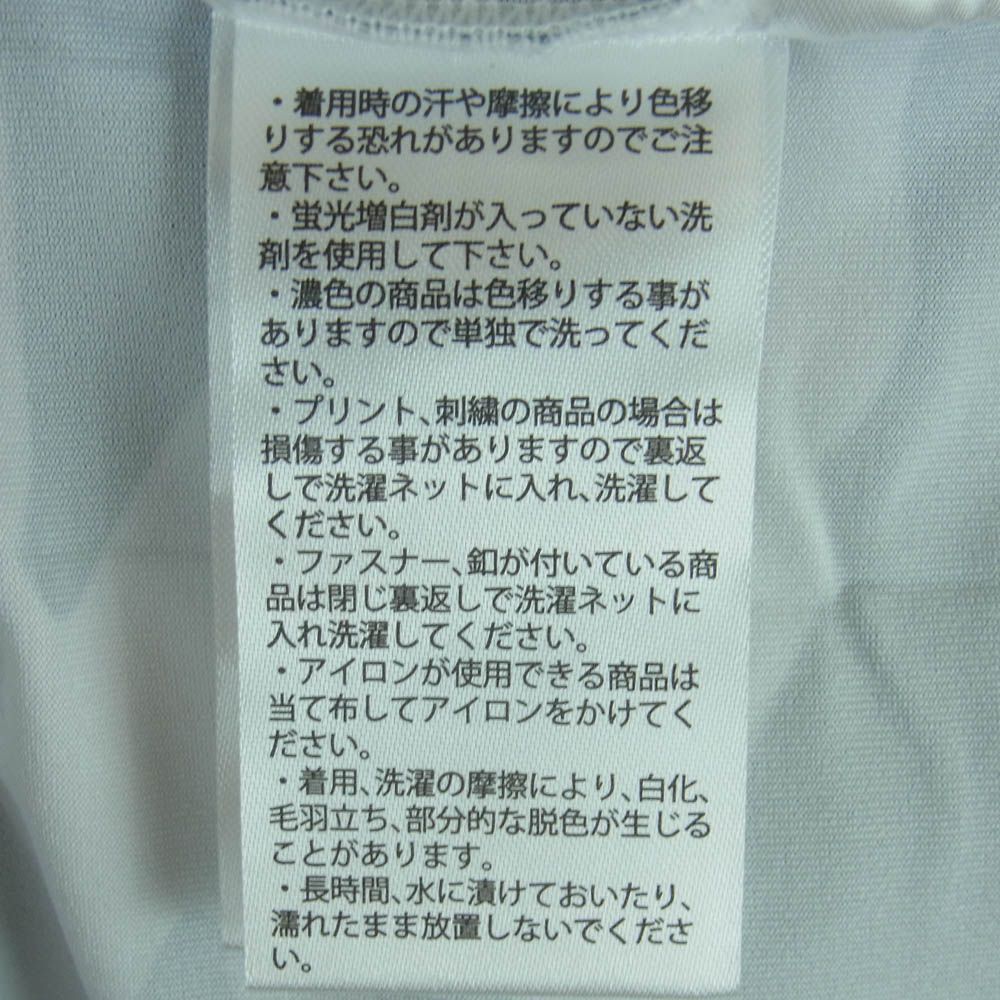 ・着用時の汗や摩擦により色移
りする恐れがありますのでご注
意下さい。
・蛍光増白剤が入っていない洗
剤を使用して下さい。
・濃色の商品は色移りする事が
ありますので単独で洗ってくだ
さい。
・プリント、刺繍の商品の場合は
損傷する事がありますので裏返
しで洗濯ネットに入れ、洗濯して
ください。
・ファスナー、釦が付いている商
品は閉じ裏返しで洗濯ネットに
入れ洗濯してください。
・アイロンが使用できる商品は
当て布してアイロンをかけてく
ださい。
・着用、洗濯の摩擦により、白化、
毛羽立ち、部分的な脱色が生じる
ことがあります。
・長時間、水に漬けておいたり、
濡れたまま放置しないでくださ
い。